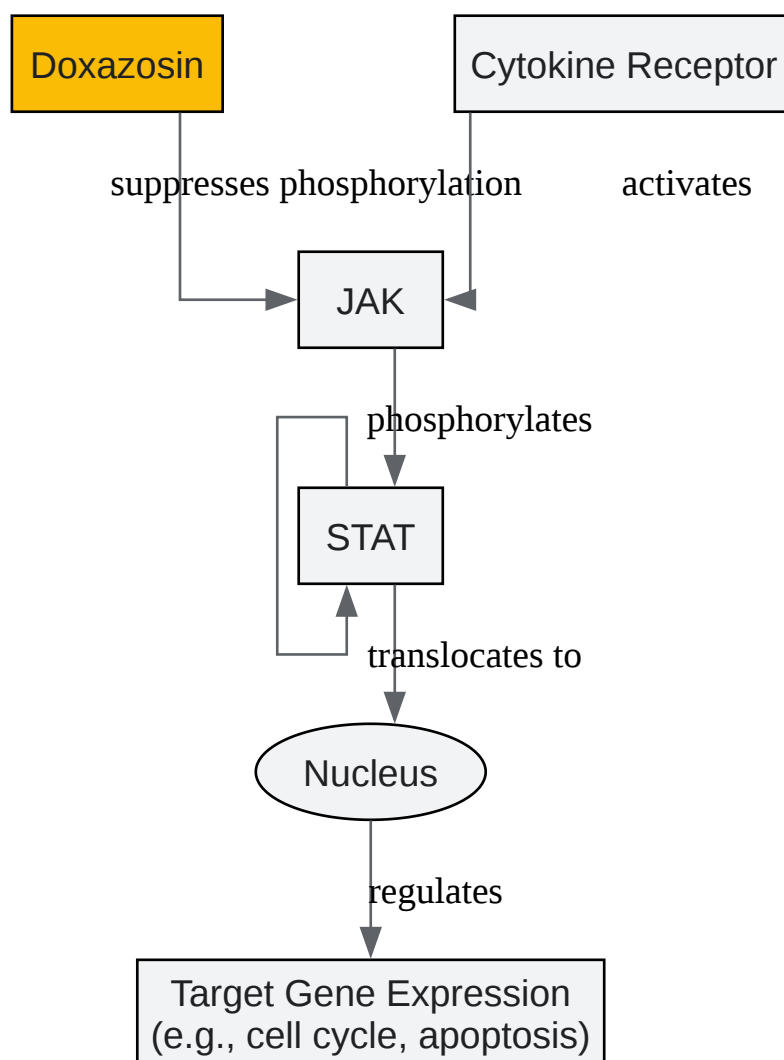 Doxazosin
Cytokine Receptor
suppresses phosphorylation
activates
JAK
phosphorylates
STAT
translocates to
Nucleus
regulates
Target Gene Expression
(e.g., cell cycle, apoptosis)